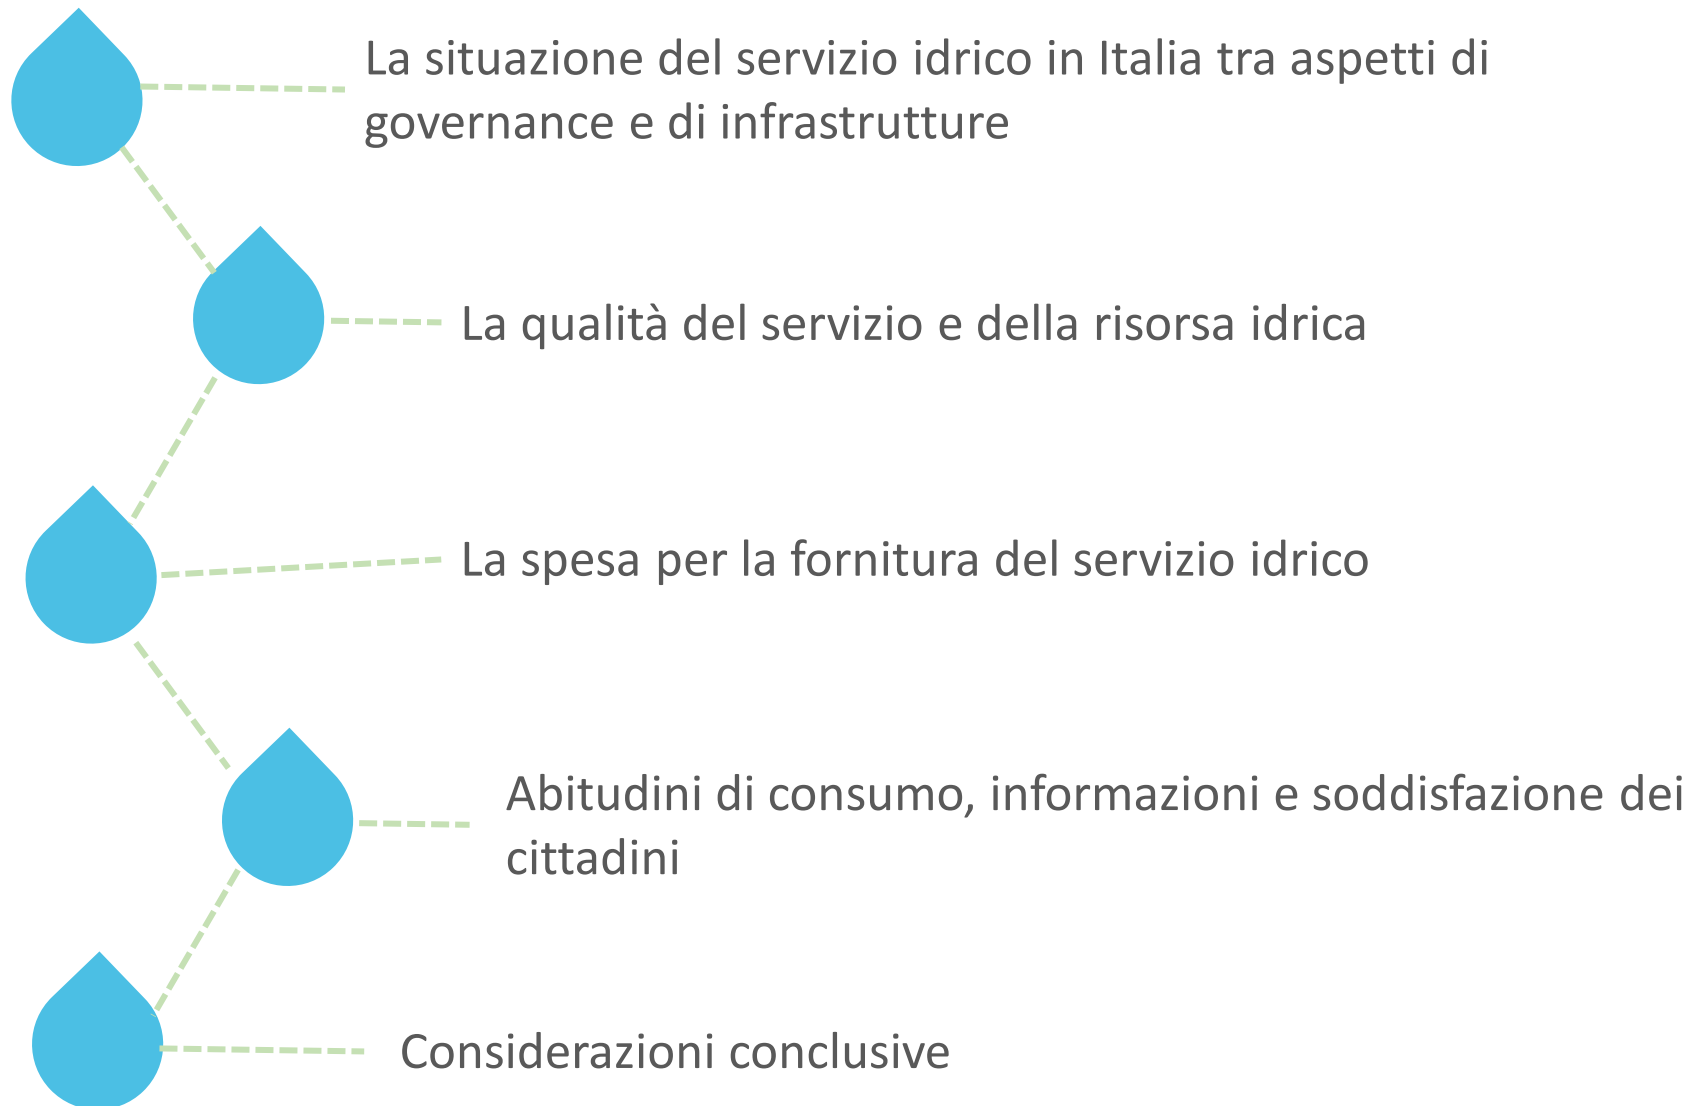 La situazione del servizio idrico in Italia tra aspetti di
governance e di infrastrutture
La qualità del servizio e della risorsa idrica
La spesa per la fornitura del servizio idrico
Abitudini di consumo, informazioni e soddisfazione dei
cittadini
Considerazioni conclusive